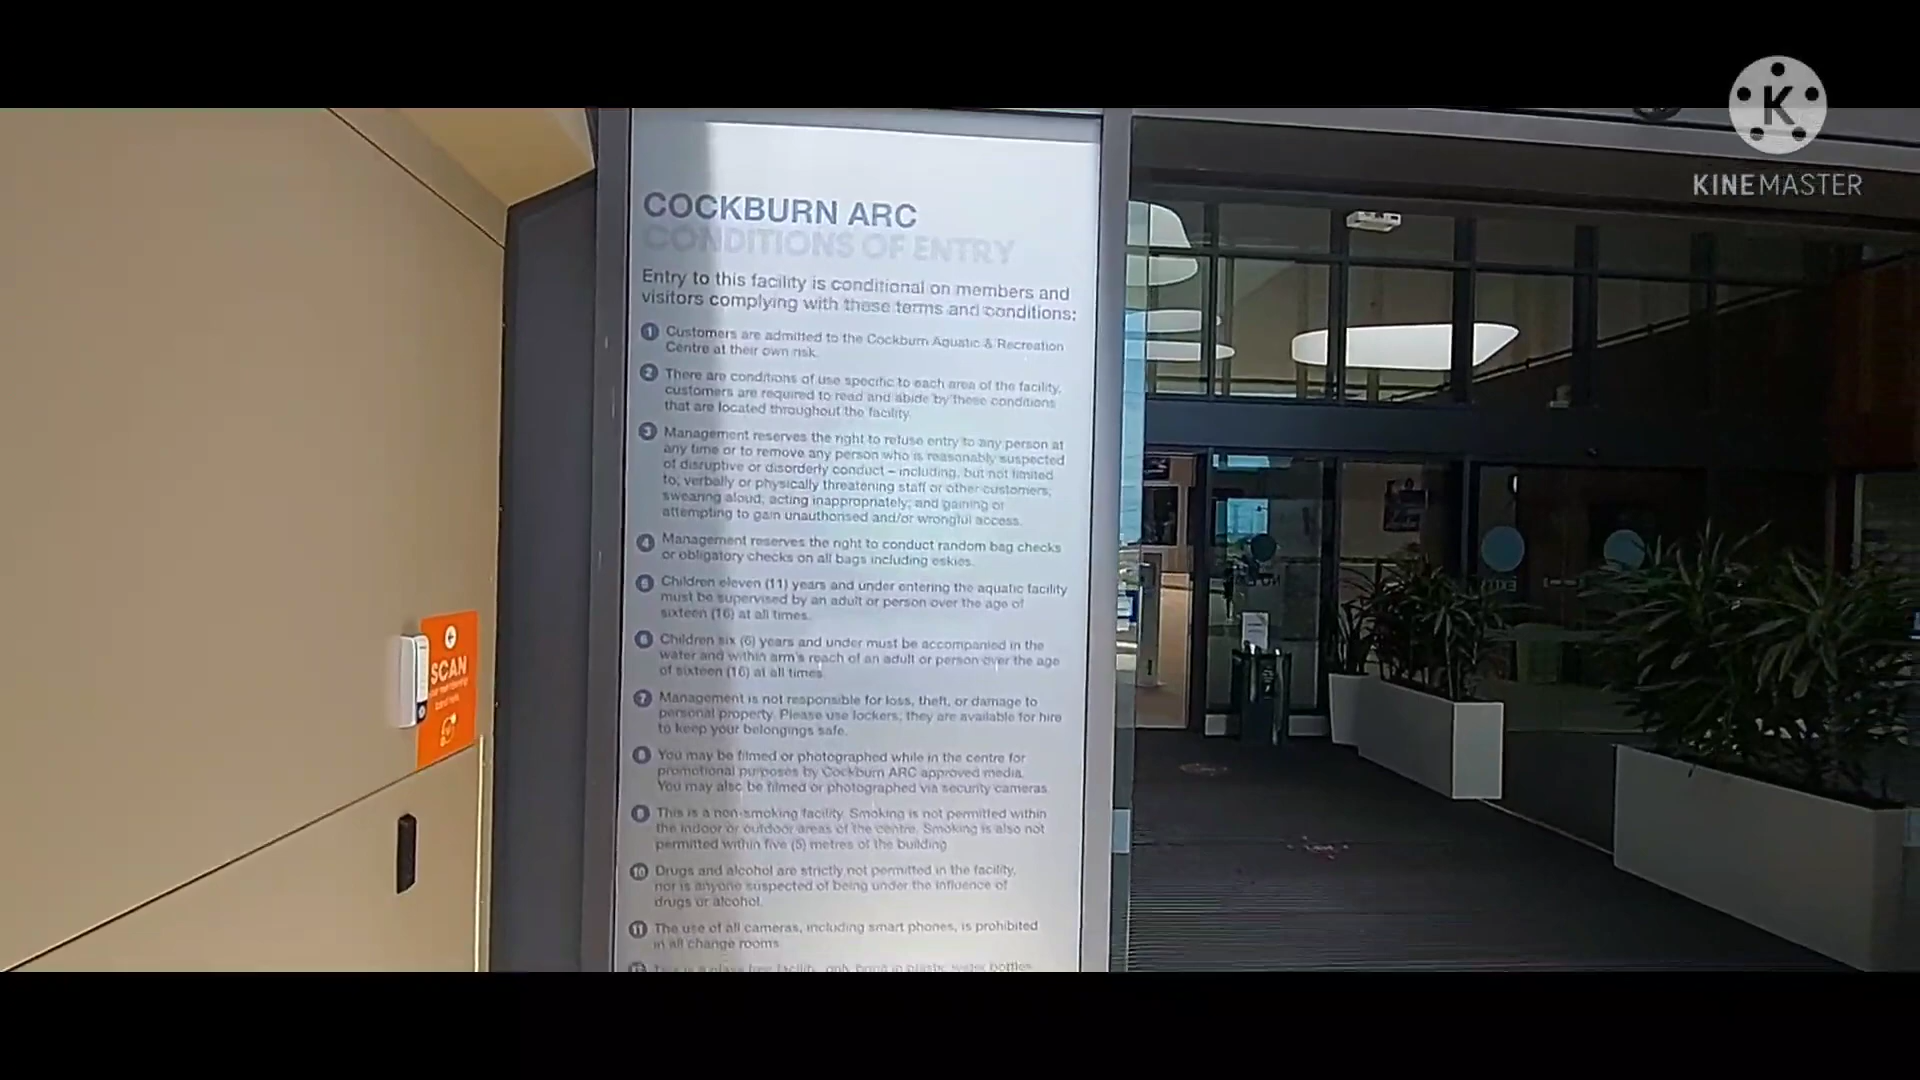 KINEMASTER
COCKBURN ARC
CONDITIONS OF ENTRY
Entry to this facility is conditional on members and
visitors complying with these terms and conditions:
1 Customers are admitted to the Cockburn Aquatic & Recreation
Centre at their own risk.
2 There are conditions of use specific to each area of the facility,
customers are required to read and abide by these conditions
that are located throughout the facility.
3 Management reserves the right to refuse entry to any person at
any time or to remove any person who is reasonably suspected
of disruptive or disorderly conduct – including, but not limited
to; verbally or physically threatening staff or other customers;
swearing aloud; acting inappropriately; and gaining or
attempting to gain unauthorised and/or wrongful access.
4 Management reserves the right to conduct random bag checks
or obligatory checks on all bags including eskies.
5 Children eleven (11) years and under entering the aquatic facility
must be supervised by an adult or person over the age of
sixteen (16) at all times.
6 Children six (6) years and under must be accompanied in the
water and within arm's reach of an adult or person over the age
of sixteen (16) at all times.
7 Management is not responsible for loss, theft, or damage to
personal property. Please use lockers; they are available for hire
to keep your belongings safe.
8 You may be filmed or photographed while in the centre for
promotional purposes by Cockburn ARC approved media.
You may also be filmed or photographed via security cameras.
9 This is a non-smoking facility. Smoking is not permitted within
the indoor or outdoor areas of the centre. Smoking is also not
permitted within five (5) metres of the building.
10 Drugs and alcohol are strictly not permitted in the facility,
nor is anyone suspected of being under the influence of
drugs or alcohol.
11 The use of all cameras, including smart phones, is prohibited
in all change rooms.
SCAN